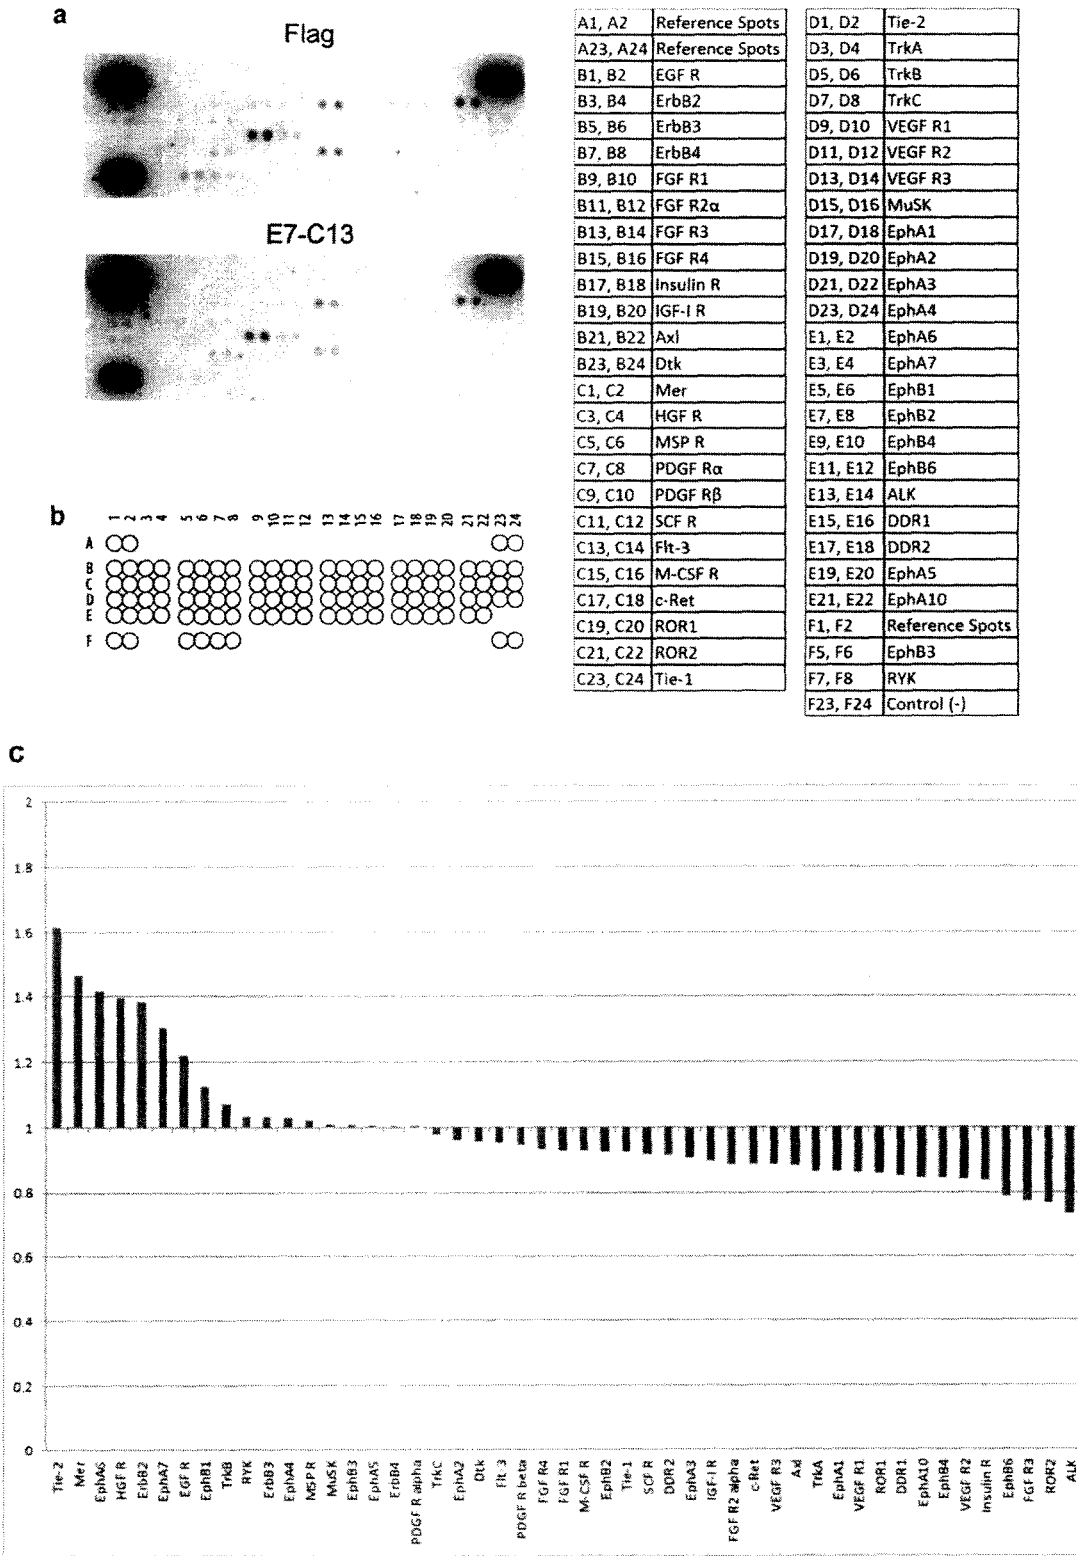 a
Flag
E7-C13
A1, A2 Reference Spots
A23, A24 Reference Spots
B1, B2 EGF R
B3, B4 ErbB2
B5, B6 ErbB3
B7, B8 ErbB4
B9, B10 FGF R1
B11, B12 FGF R2α
B13, B14 FGF R3
B15, B16 FGF R4
B17, B18 Insulin R
B19, B20 IGF-I R
B21, B22 Axl
B23, B24 Dtk
C1, C2 Mer
C3, C4 HGF R
C5, C6 MSP R
C7, C8 PDGF Rα
C9, C10 PDGF Rβ
C11, C12 SCF R
C13, C14 Flt-3
C15, C16 M-CSF R
C17, C18 c-Ret
C19, C20 ROR1
C21, C22 ROR2
C23, C24 Tie-1
D1, D2 Tie-2
D3, D4 TrkA
D5, D6 TrkB
D7, D8 TrkC
D9, D10 VEGF R1
D11, D12 VEGF R2
D13, D14 VEGF R3
D15, D16 MuSK
D17, D18 EphA1
D19, D20 EphA2
D21, D22 EphA3
D23, D24 EphA4
E1, E2 EphA6
E3, E4 EphA7
E5, E6 EphB1
E7, E8 EphB2
E9, E10 EphB4
E11, E12 EphB6
E13, E14 ALK
E15, E16 DDR1
E17, E18 DDR2
E19, E20 EphA5
E21, E22 EphA10
F1, F2 Reference Spots
F5, F6 EphB3
F7, F8 RYK
F23, F24 Control (-)
b
1 2 3 4 5 6 7 8 9 10 11 12 13 14 15 16 17 18 19 20 21 22 23 24
A
B
C
D
E
F
c
2
1.8
1.6
1.4
1.2
1
0.8
0.6
0.4
0.2
0
Tie-2
Mer
EphA6
HGF R
ErbB2
EphA7
EGF R
EphB1
TrkB
RYK
ErbB3
EphA4
MSP R
MuSK
EphB3
EphA5
ErbB4
PDGF R alpha
TrkC
EphA2
Dtk
Flt 3
PDGF R beta
FGF R4
FGF R1
M-CSF R
EphB2
Tie-1
SCF R
DDR2
EphA3
IGF-I R
FGF R2 alpha
c-Ret
VEGF R3
Axl
TrkA
EphA1
VEGF R1
ROR1
DDR1
EphA10
EphB4
VEGF R2
Insulin R
EphB6
FGF R3
ROR2
ALK